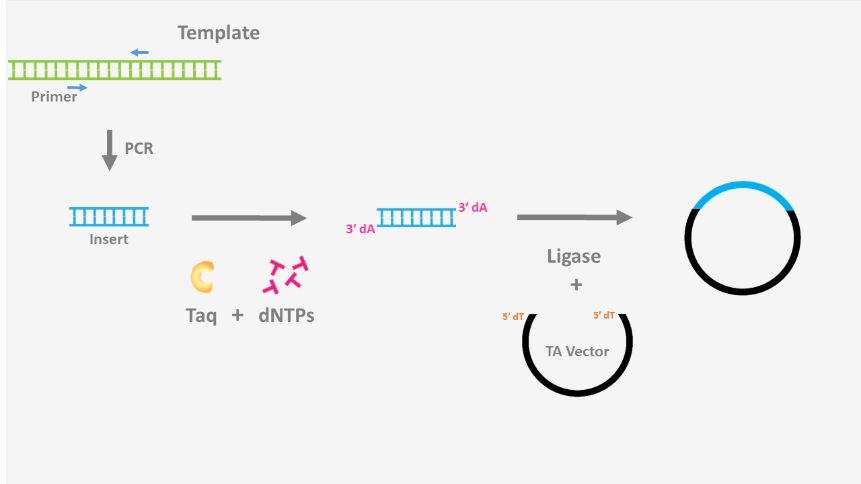 Template
Primer
PCR
Insert
3' dA
3' dA
Ligase
+
Taq + dNTPs
5' dT
5' dT
TA Vector